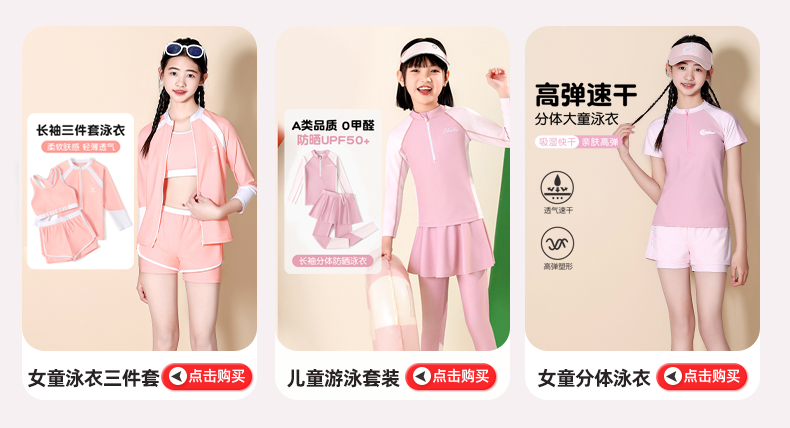 长袖三件套泳衣
柔软肤感 轻薄透气
女童泳衣三件套
点击购买
A类品质 0甲醛
防晒UPF50+
长袖分体防晒泳衣
儿童游泳套装
点击购买
高弹速干
分体大童泳衣
吸湿快干 亲肤高弹
透气速干
高弹塑形
女童分体泳衣
点击购买